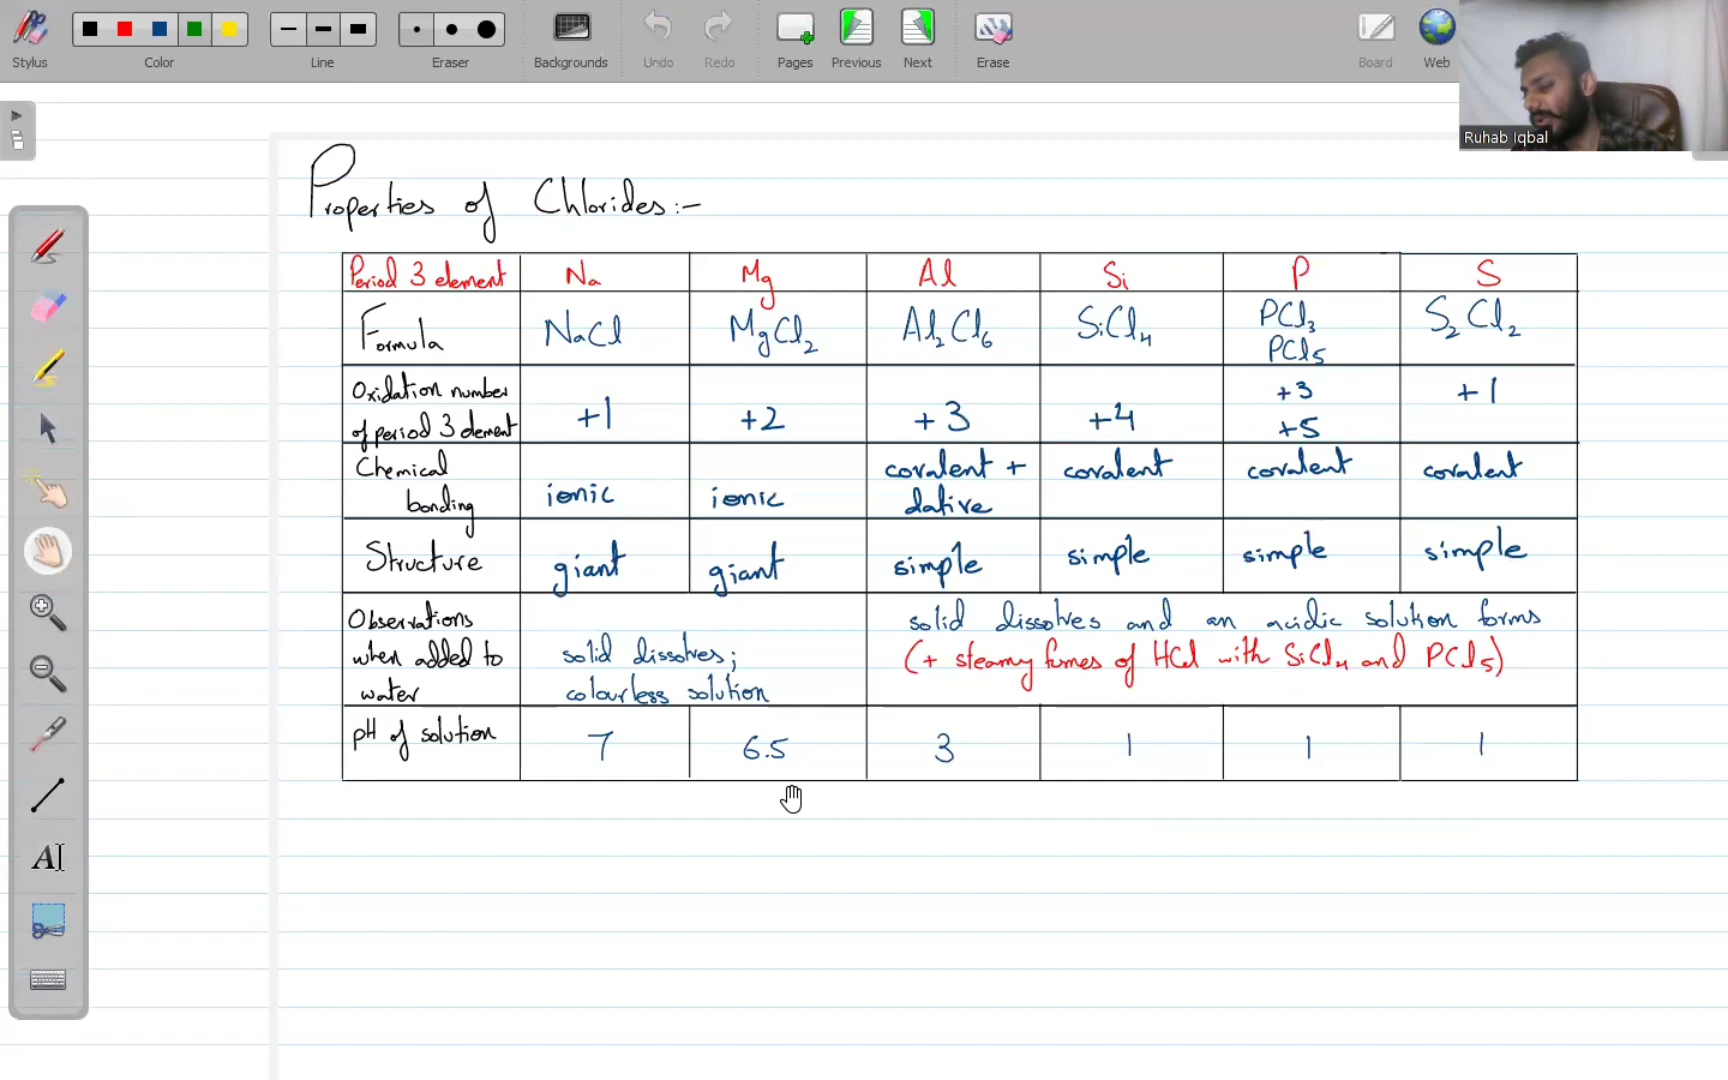 Stylus
Color
Line
Eraser
Backgrounds
Undo
Redo
Pages
Previous
Next
Erase
Board
Web
Ruhab Iqbal
Properties of Chlorides:-
Period 3 element Na Mg Al Si P S
Formula NaCl MgCl₂ Al₂Cl₆ SiCl₄ PCl₃ S₂Cl₂
PCl₅
Oxidation number +3 +1
of period 3 element +1 +2 +3 +4 +5
Chemical covalent + covalent covalent covalent
bonding ionic ionic dative
Structure giant giant simple simple simple simple
Observations solid dissolves and an acidic solution forms
when added to solid dissolves; (+ steamy fumes of HCl with SiCl₄ and PCl₅)
water colourless solution
pH of solution 7 6.5 3 1 1 1
A